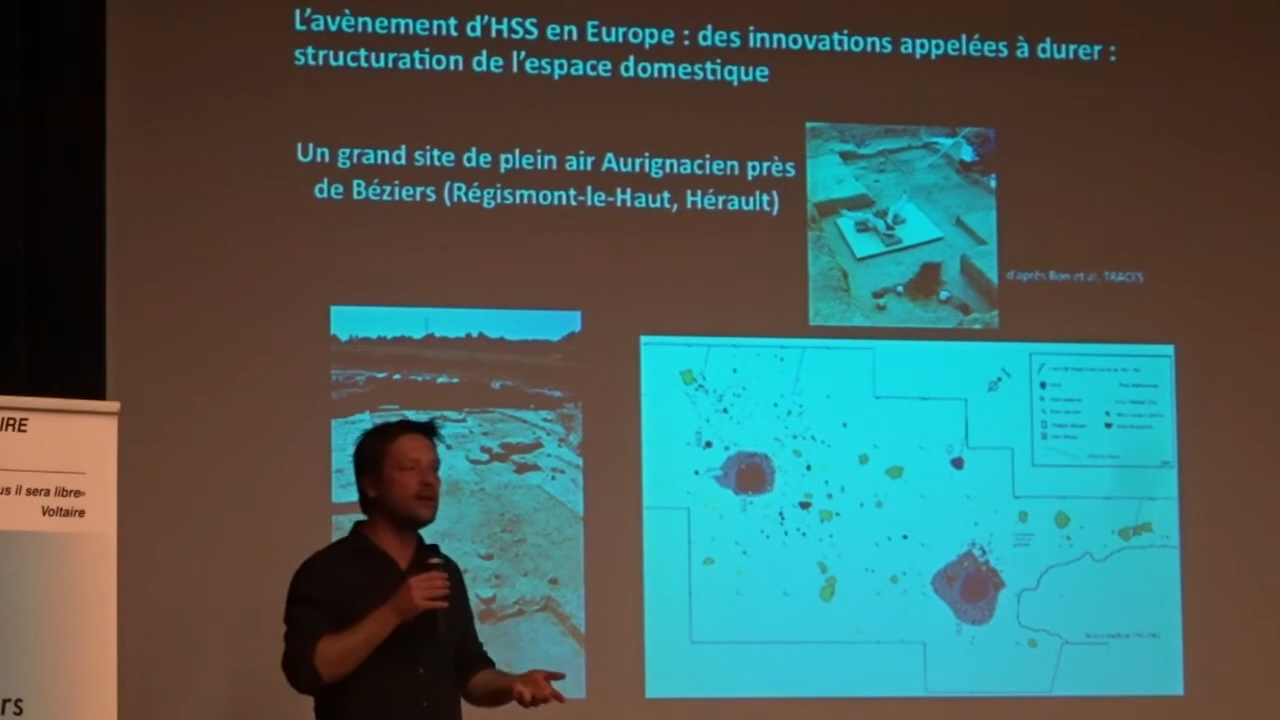 L'avènement d'HSS en Europe : des innovations appelées à durer :
structuration de l'espace domestique
Un grand site de plein air Aurignacien près
de Béziers (Régismont-le-Haut, Hérault)
d'après Bon et al, TRACES
IRE
us il sera libre»
Voltaire
rs